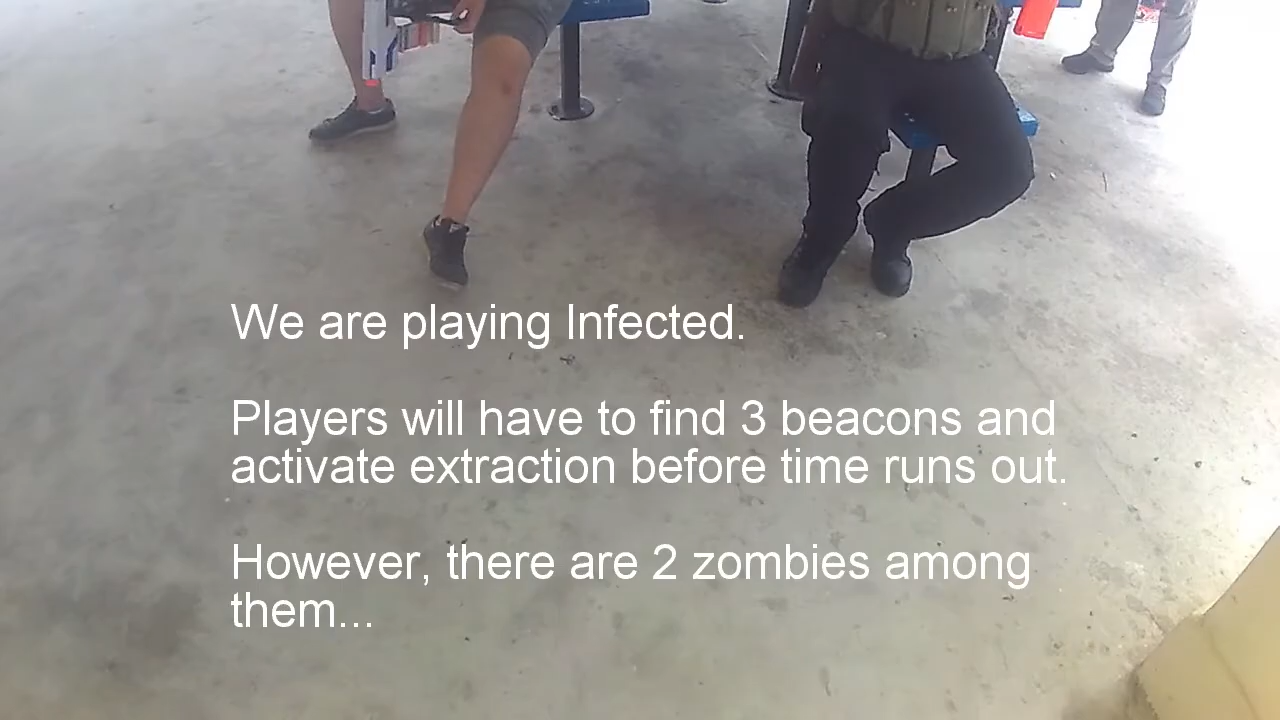 We are playing Infected.
Players will have to find 3 beacons and
activate extraction before time runs out.
However, there are 2 zombies among
them...